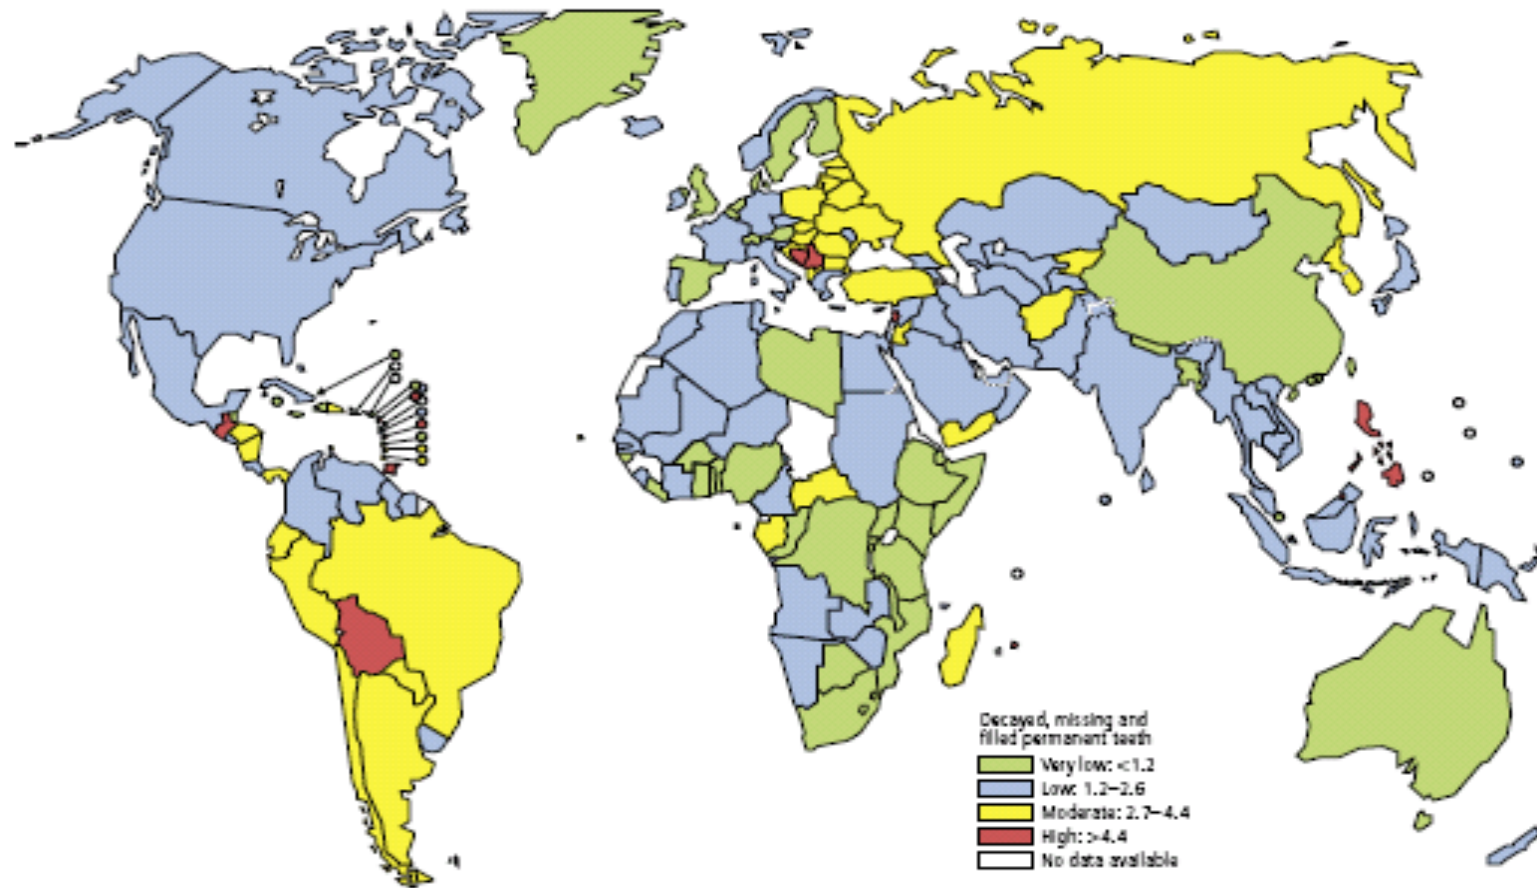 Decayed, missing and
filled permanent teeth
Very low: <1.2
Low: 1.2–2.6
Moderate: 2.7–4.4
High: >4.4
No data available